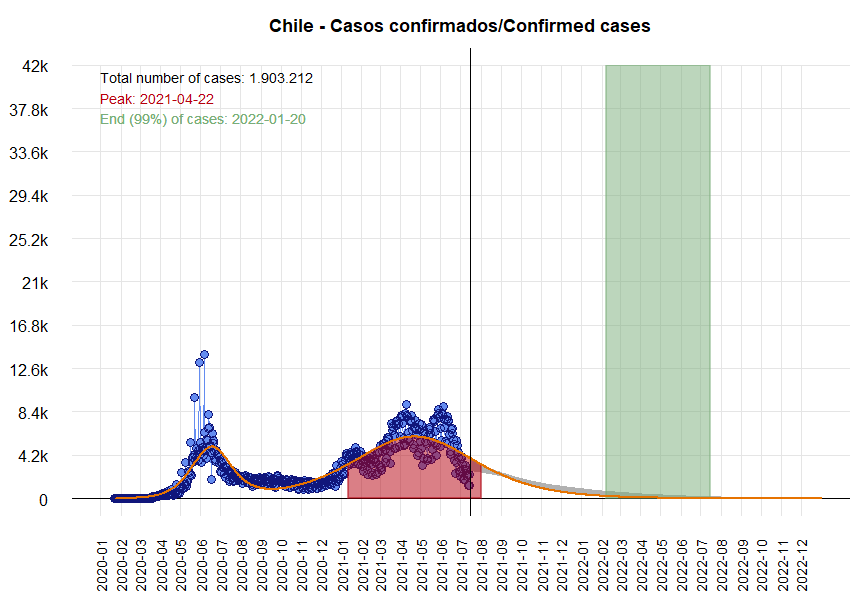 Chile - Casos confirmados/Confirmed cases
42k
37.8k
33.6k
29.4k
25.2k
21k
16.8k
12.6k
8.4k
4.2k
0
Total number of cases: 1.903.212
Peak: 2021-04-22
End (99%) of cases: 2022-01-20
2020-01
2020-02
2020-03
2020-04
2020-05
2020-06
2020-07
2020-08
2020-09
2020-10
2020-11
2020-12
2021-01
2021-02
2021-03
2021-04
2021-05
2021-06
2021-07
2021-08
2021-09
2021-10
2021-11
2021-12
2022-01
2022-02
2022-03
2022-04
2022-05
2022-06
2022-07
2022-08
2022-09
2022-10
2022-11
2022-12